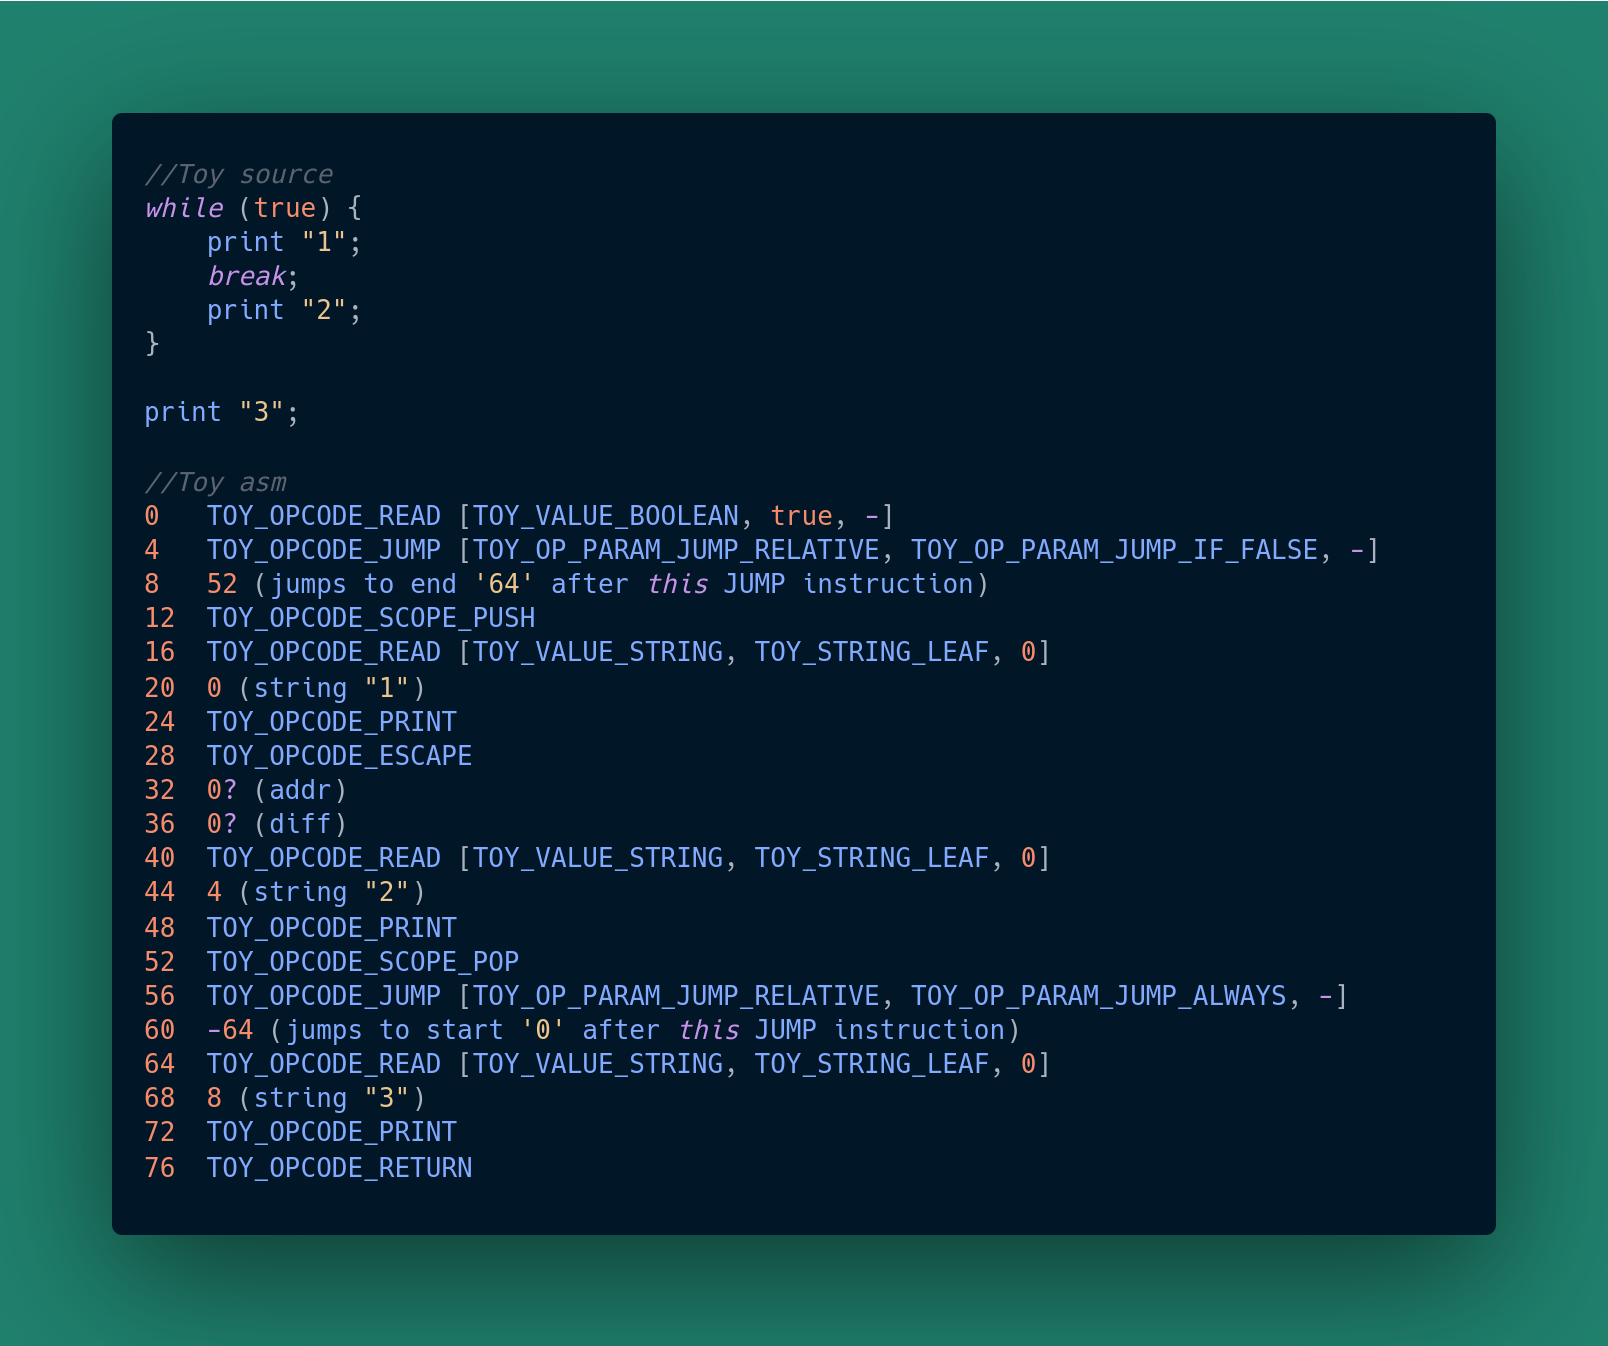 //Toy source
while (true) {
    print "1";
    break;
    print "2";
}

print "3";

//Toy asm
0   TOY_OPCODE_READ [TOY_VALUE_BOOLEAN, true, -]
4   TOY_OPCODE_JUMP [TOY_OP_PARAM_JUMP_RELATIVE, TOY_OP_PARAM_JUMP_IF_FALSE, -]
8   52 (jumps to end '64' after this JUMP instruction)
12  TOY_OPCODE_SCOPE_PUSH
16  TOY_OPCODE_READ [TOY_VALUE_STRING, TOY_STRING_LEAF, 0]
20  0 (string "1")
24  TOY_OPCODE_PRINT
28  TOY_OPCODE_ESCAPE
32  0? (addr)
36  0? (diff)
40  TOY_OPCODE_READ [TOY_VALUE_STRING, TOY_STRING_LEAF, 0]
44  4 (string "2")
48  TOY_OPCODE_PRINT
52  TOY_OPCODE_SCOPE_POP
56  TOY_OPCODE_JUMP [TOY_OP_PARAM_JUMP_RELATIVE, TOY_OP_PARAM_JUMP_ALWAYS, -]
60  -64 (jumps to start '0' after this JUMP instruction)
64  TOY_OPCODE_READ [TOY_VALUE_STRING, TOY_STRING_LEAF, 0]
68  8 (string "3")
72  TOY_OPCODE_PRINT
76  TOY_OPCODE_RETURN